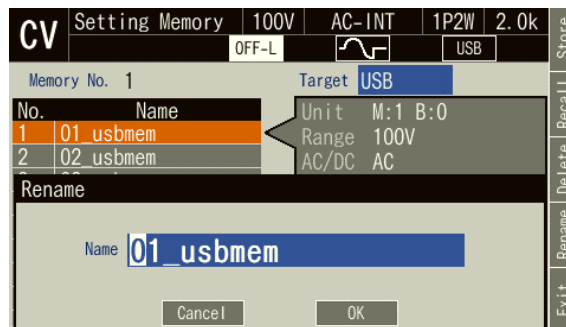 CV Setting Memory 100V AC-INT 1P2W 2.0k
OFF-L USB
Memory No. 1 Target USB
No. Name
1 01_usbmem
2 02_usbmem
Unit M:1 B:0
Range 100V
AC/DC AC
Rename
Name 01_usbmem
Cancel OK
Store
Recall
Delete
Rename
Exit